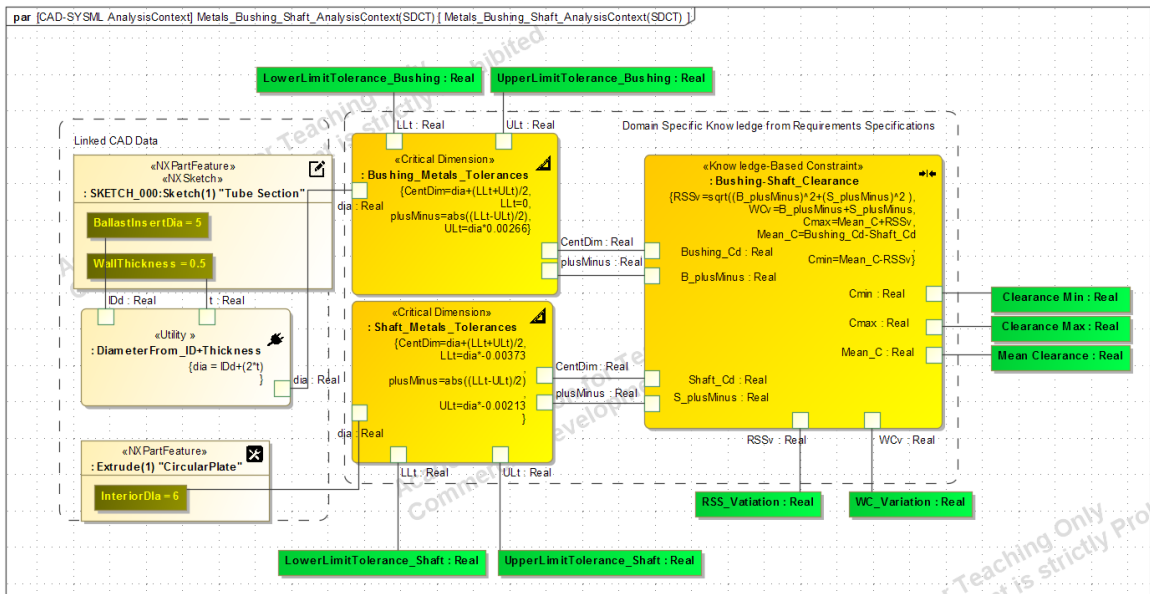 par [CAD-SYSML AnalysisContext] Metals_Bushing_Shaft_AnalysisContext(SDCT) [ Metals_Bushing_Shaft_AnalysisContext(SDCT) ]
LowerLimitTolerance_Bushing : Real
UpperLimitTolerance_Bushing : Real
LLt : Real
ULt : Real
Linked CAD Data
Domain Specific Knowledge from Requirements Specifications
«NXPartFeature»
«NXSketch»
: SKETCH_000:Sketch(1) "Tube Section"
BallastInsertDia = 5
WallThickness = 0.5
IDd : Real
t : Real
«Utility »
: DiameterFrom_ID+Thickness
{dia = IDd+(2*t)
}
dia : Real
«NXPartFeature»
: Extrude(1) "CircularPlate"
InteriorDIa = 6
«Critical Dimension»
: Bushing_Metals_Tolerances
{CentDim=dia+(LLt+ULt)/2,
LLt=0,
plusMinus=abs((LLt-ULt)/2),
ULt=dia*0.00266}
dia : Real
CentDim : Real
plusMinus : Real
«Critical Dimension»
: Shaft_Metals_Tolerances
{CentDim=dia+(LLt+ULt)/2,
LLt=dia*-0.00373
,
plusMinus=abs((LLt-ULt)/2)
,
ULt=dia*-0.00213
}
dia : Real
CentDim : Real
plusMinus : Real
LLt : Real
ULt : Real
«Knowledge-Based Constraint»
: Bushing-Shaft_Clearance
{RSSv=sqrt((B_plusMinus)^2+(S_plusMinus)^2 ),
WCv=B_plusMinus+S_plusMinus,
Cmax=Mean_C+RSSv,
Mean_C=Bushing_Cd-Shaft_Cd
,
Cmin=Mean_C-RSSv}
Bushing_Cd : Real
B_plusMinus : Real
Cmin : Real
Cmax : Real
Mean_C : Real
Shaft_Cd : Real
S_plusMinus : Real
RSSv : Real
WCv : Real
Clearance Min : Real
Clearance Max : Real
Mean Clearance : Real
RSS_Vatiation : Real
WC_Variation : Real
LowerLimitTolerance_Shaft : Real
UpperLimitTolerance_Shaft : Real
Teaching Only
is strictly